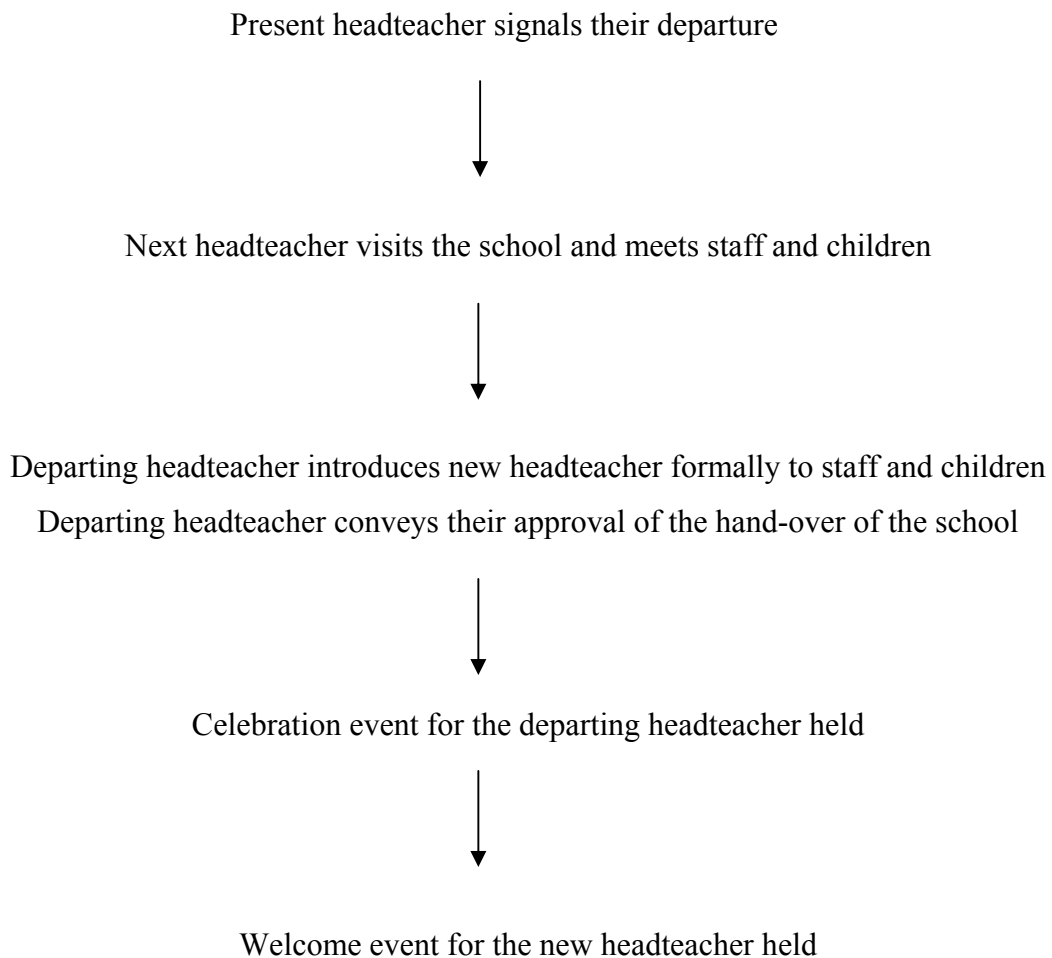 Present headteacher signals their departure
Next headteacher visits the school and meets staff and children
Departing headteacher introduces new headteacher formally to staff and children
Departing headteacher conveys their approval of the hand-over of the school
Celebration event for the departing headteacher held
Welcome event for the new headteacher held